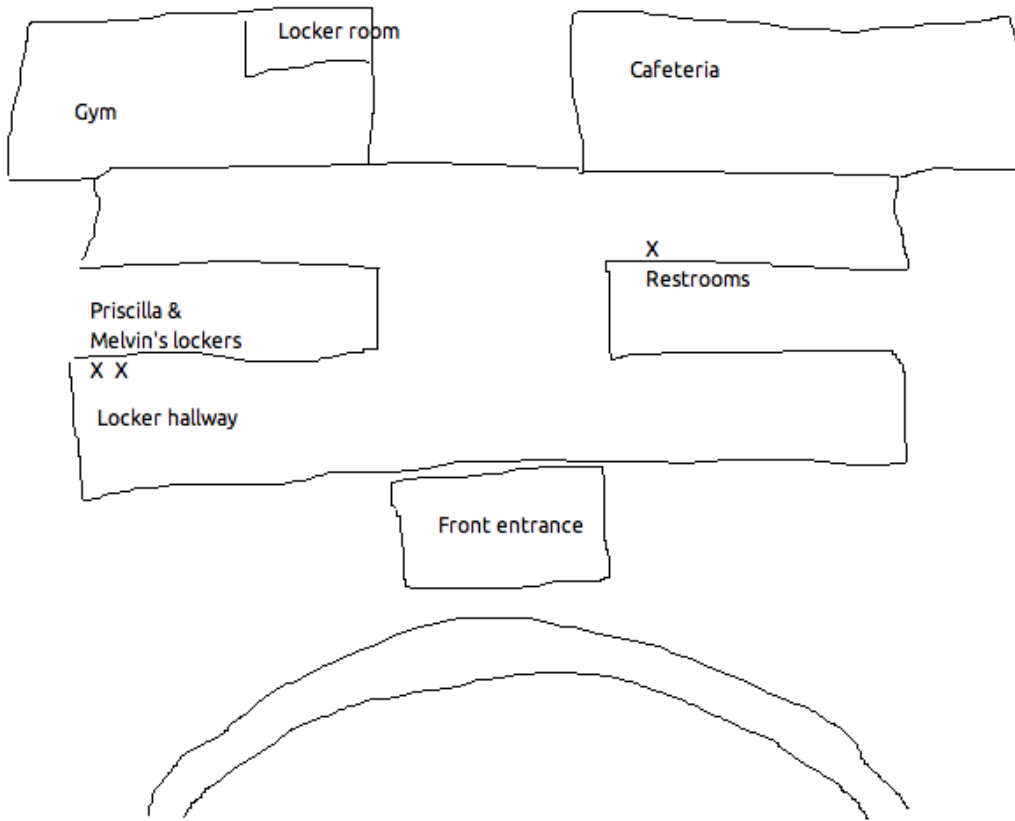 Locker room
Cafeteria
Gym
X
Restrooms
Priscilla &
Melvin's lockers
X X
Locker hallway
Front entrance